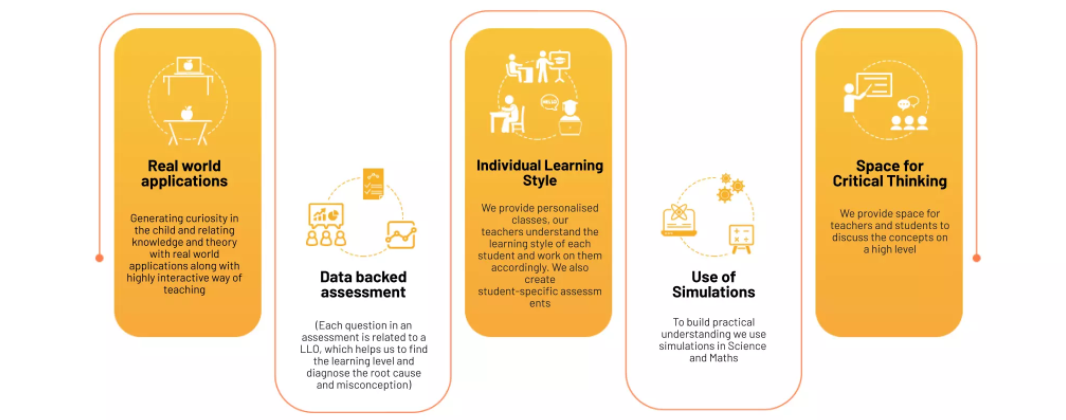 Real world
applications
Generating curiosity in
the child and relating
knowledge and theory
with real world
applications along with
highly interactive way of
teaching
Data backed
assessment
(Each question in an
assessment is related to a
LLO, which helps us to find
the learning level and
diagnose the root cause
and misconception)
HELLO
Individual Learning
Style
We provide personalised
classes, our
teachers understand the
learning style of each
student and work on them
accordingly. We also
create
student-specific assessm
ents
Use of
Simulations
To build practical
understanding we use
simulations in Science
and Maths
Space for
Critical Thinking
We provide space for
teachers and students to
discuss the concepts on
a high level